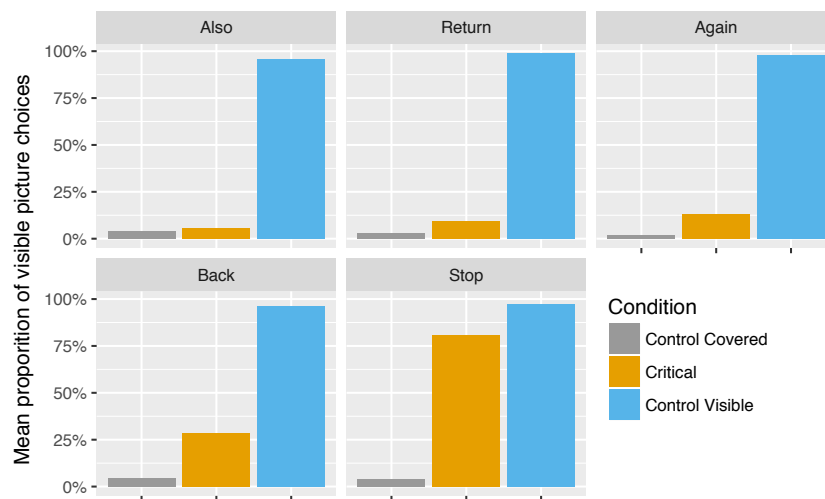 Also
Return
Again
100%
75%
50%
25%
0%
Back
Stop
100%
75%
50%
25%
0%
Mean proportion of visible picture choices
Condition
Control Covered
Critical
Control Visible